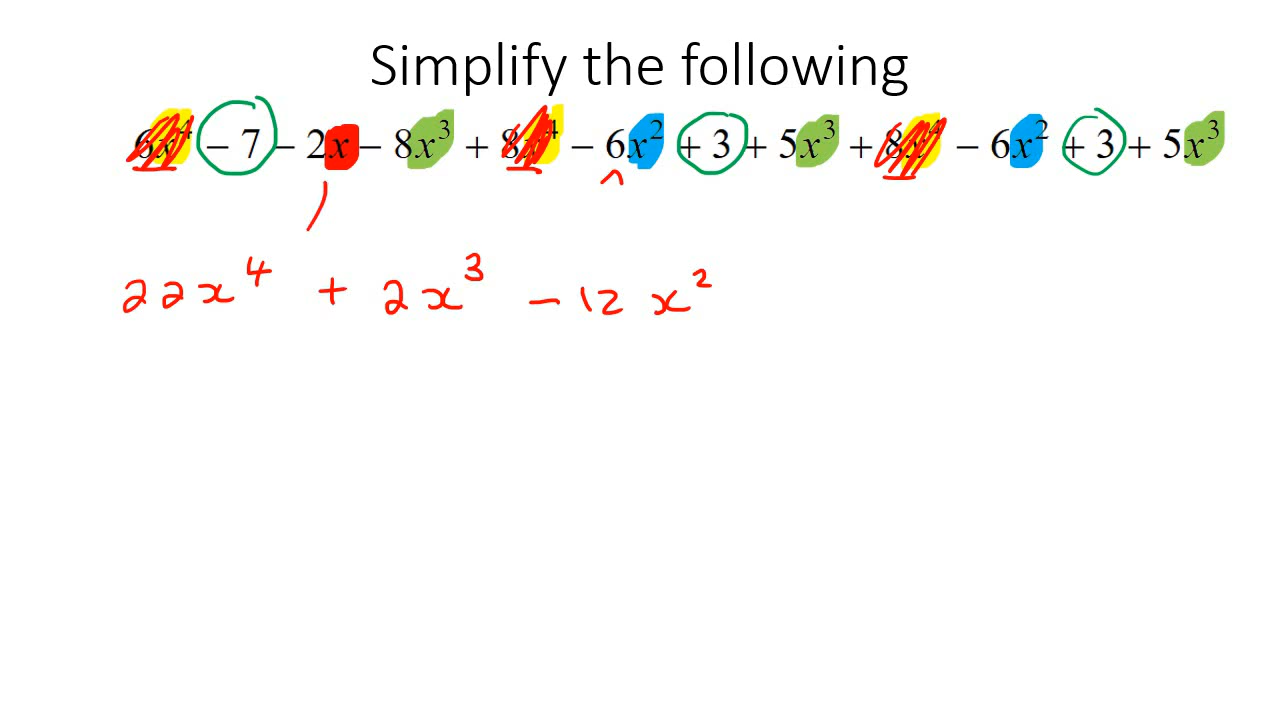 Simplify the following
6x⁴ − 7 − 2x − 8x³ + 8x⁴ − 6x² + 3 + 5x³ + 8x⁴ − 6x² + 3 + 5x³
22x⁴ + 2x³ − 12x²